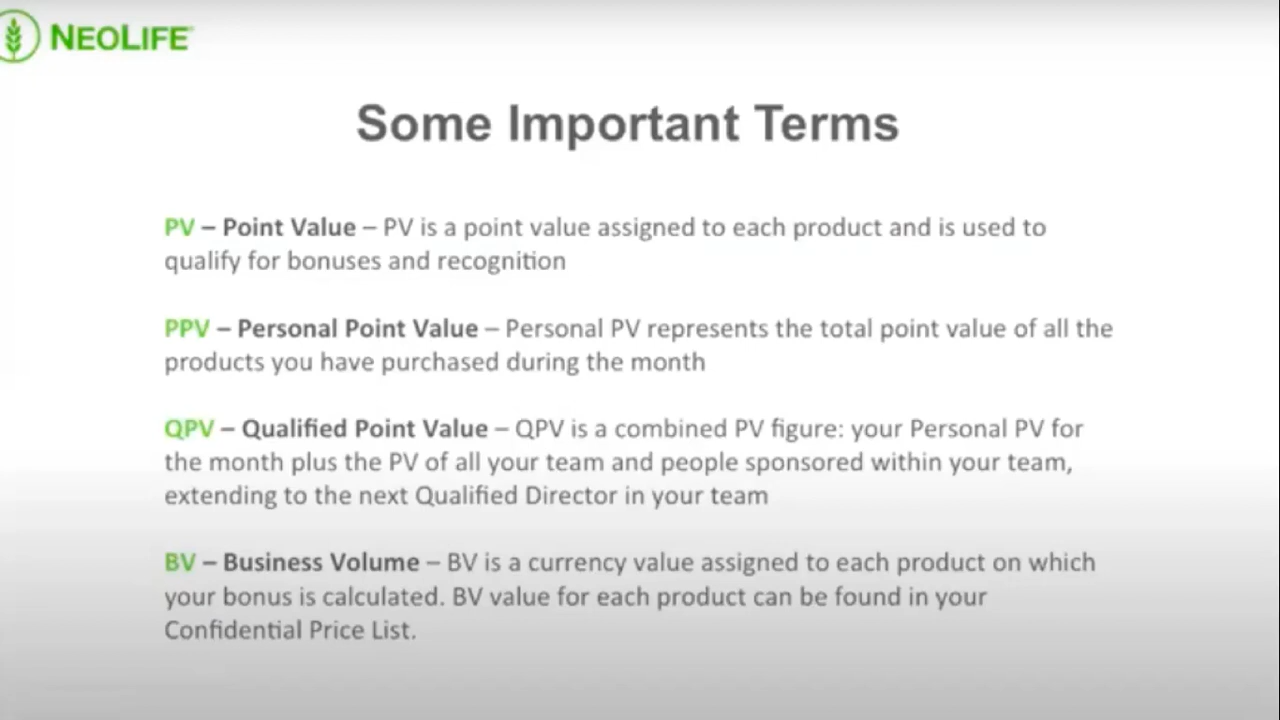 NEOLIFE
Some Important Terms
PV – Point Value – PV is a point value assigned to each product and is used to
qualify for bonuses and recognition
PPV – Personal Point Value – Personal PV represents the total point value of all the
products you have purchased during the month
QPV – Qualified Point Value – QPV is a combined PV figure: your Personal PV for
the month plus the PV of all your team and people sponsored within your team,
extending to the next Qualified Director in your team
BV – Business Volume – BV is a currency value assigned to each product on which
your bonus is calculated. BV value for each product can be found in your
Confidential Price List.